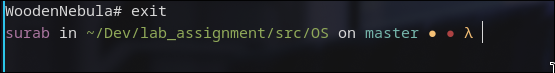 WoodenNebula# exit
surab in ~/Dev/lab_assignment/src/OS on master ● ● λ